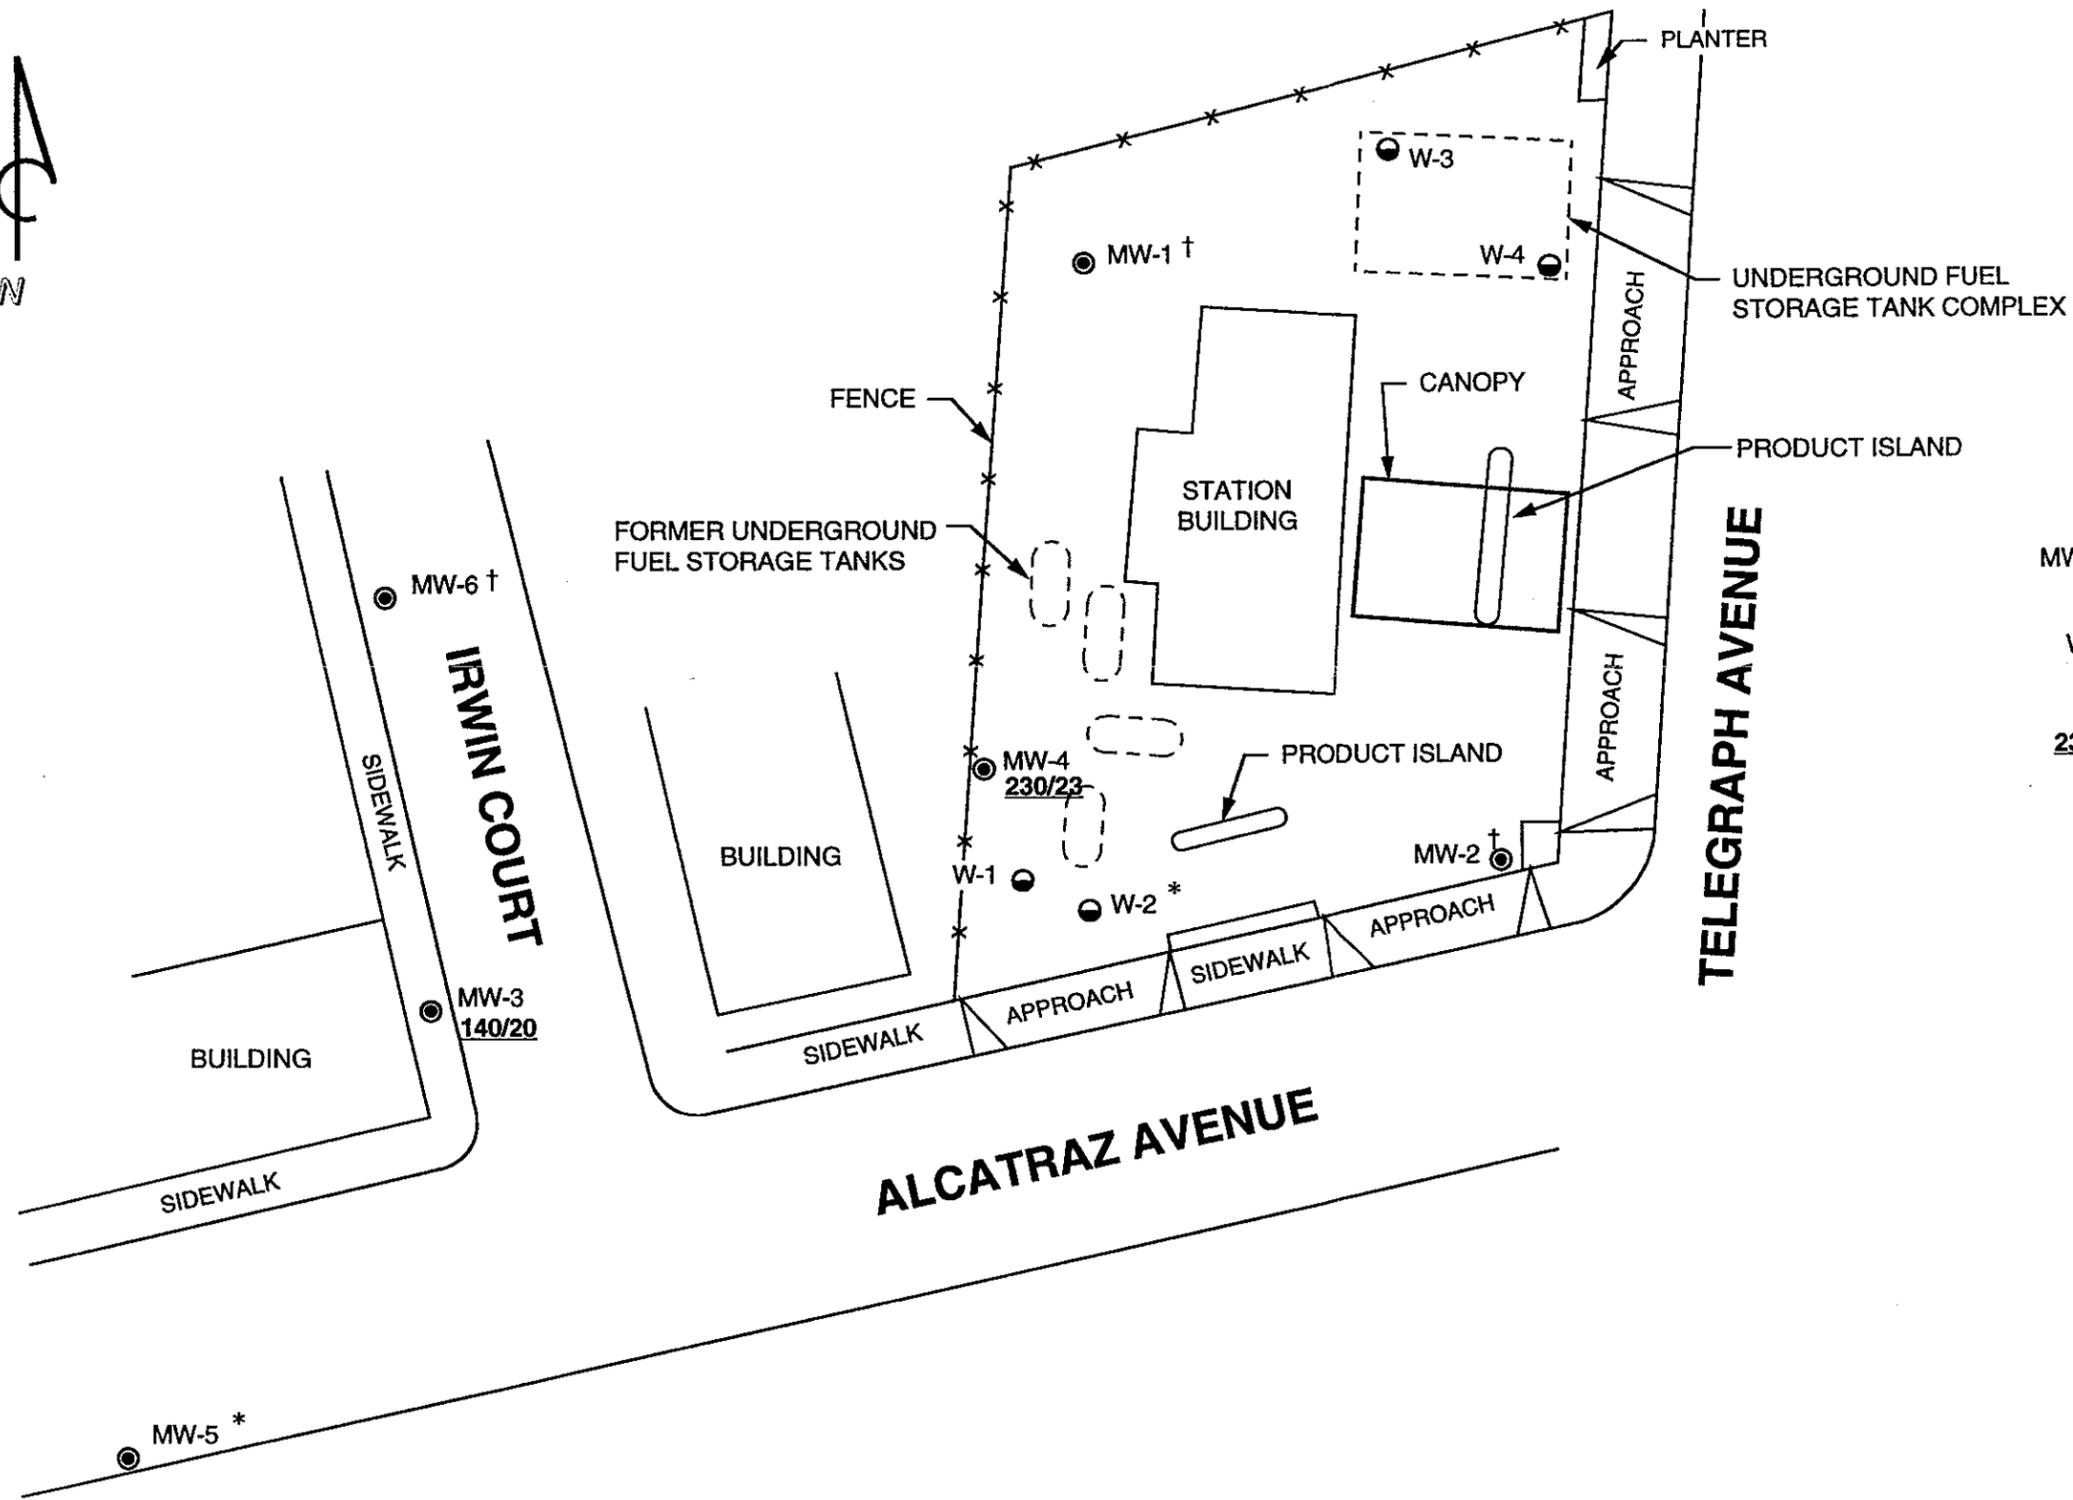 PLANTER
W-3
MW-1 †
W-4
N
UNDERGROUND FUEL
STORAGE TANK COMPLEX
APPROACH
CANOPY
FENCE
PRODUCT ISLAND
STATION
BUILDING
FORMER UNDERGROUND
FUEL STORAGE TANKS
MW
MW-6 †
IRWIN COURT
TELEGRAPH AVENUE
APPROACH
SIDEWALK
MW-4
230/23
PRODUCT ISLAND
23
BUILDING
MW-2 †
W-1
W-2 *
APPROACH
SIDEWALK
APPROACH
SIDEWALK
MW-3
140/20
BUILDING
ALCATRAZ AVENUE
SIDEWALK
MW-5 *